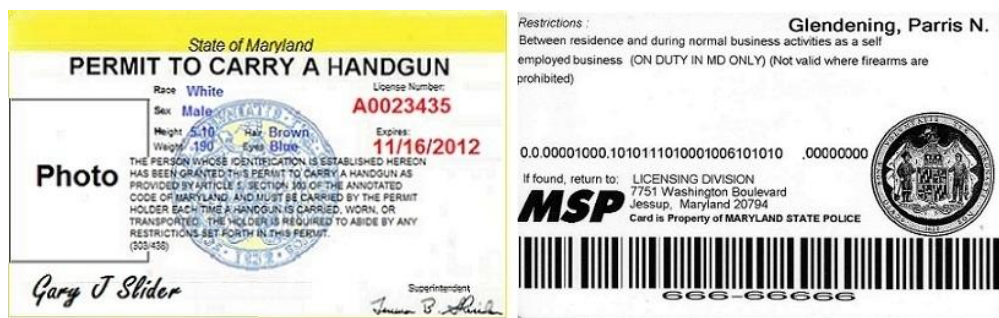 State of Maryland
PERMIT TO CARRY A HANDGUN
Race White
License Number:
Sex Male
A0023435
Height 5.10 Hair Brown
Expires:
Weight 190 Eyes Blue
11/16/2012
Photo
THE PERSON WHOSE IDENTIFICATION IS ESTABLISHED HEREON
HAS BEEN GRANTED THIS PERMIT TO CARRY A HANDGUN AS
PROVIDED BY ARTICLE 5, SECTION 303 OF THE ANNOTATED
CODE OF MARYLAND, AND MUST BE CARRIED BY THE PERMIT
HOLDER EACH TIME A HANDGUN IS CARRIED, WORN, OR
TRANSPORTED. THE HOLDER IS REQUIRED TO ABIDE BY ANY
RESTRICTIONS SET FORTH IN THIS PERMIT.
(303/438)
1632
Gary J Slider
Superintendent
Restrictions :
Glendening, Parris N.
Between residence and during normal business activities as a self
employed business (ON DUTY IN MD ONLY) (Not valid where firearms are
prohibited)
0.0.00001000.1010111010001006101010 .00000000
If found, return to: LICENSING DIVISION
7751 Washington Boulevard
Jessup, Maryland 20794
MSP
Card is Property of MARYLAND STATE POLICE
666-66666